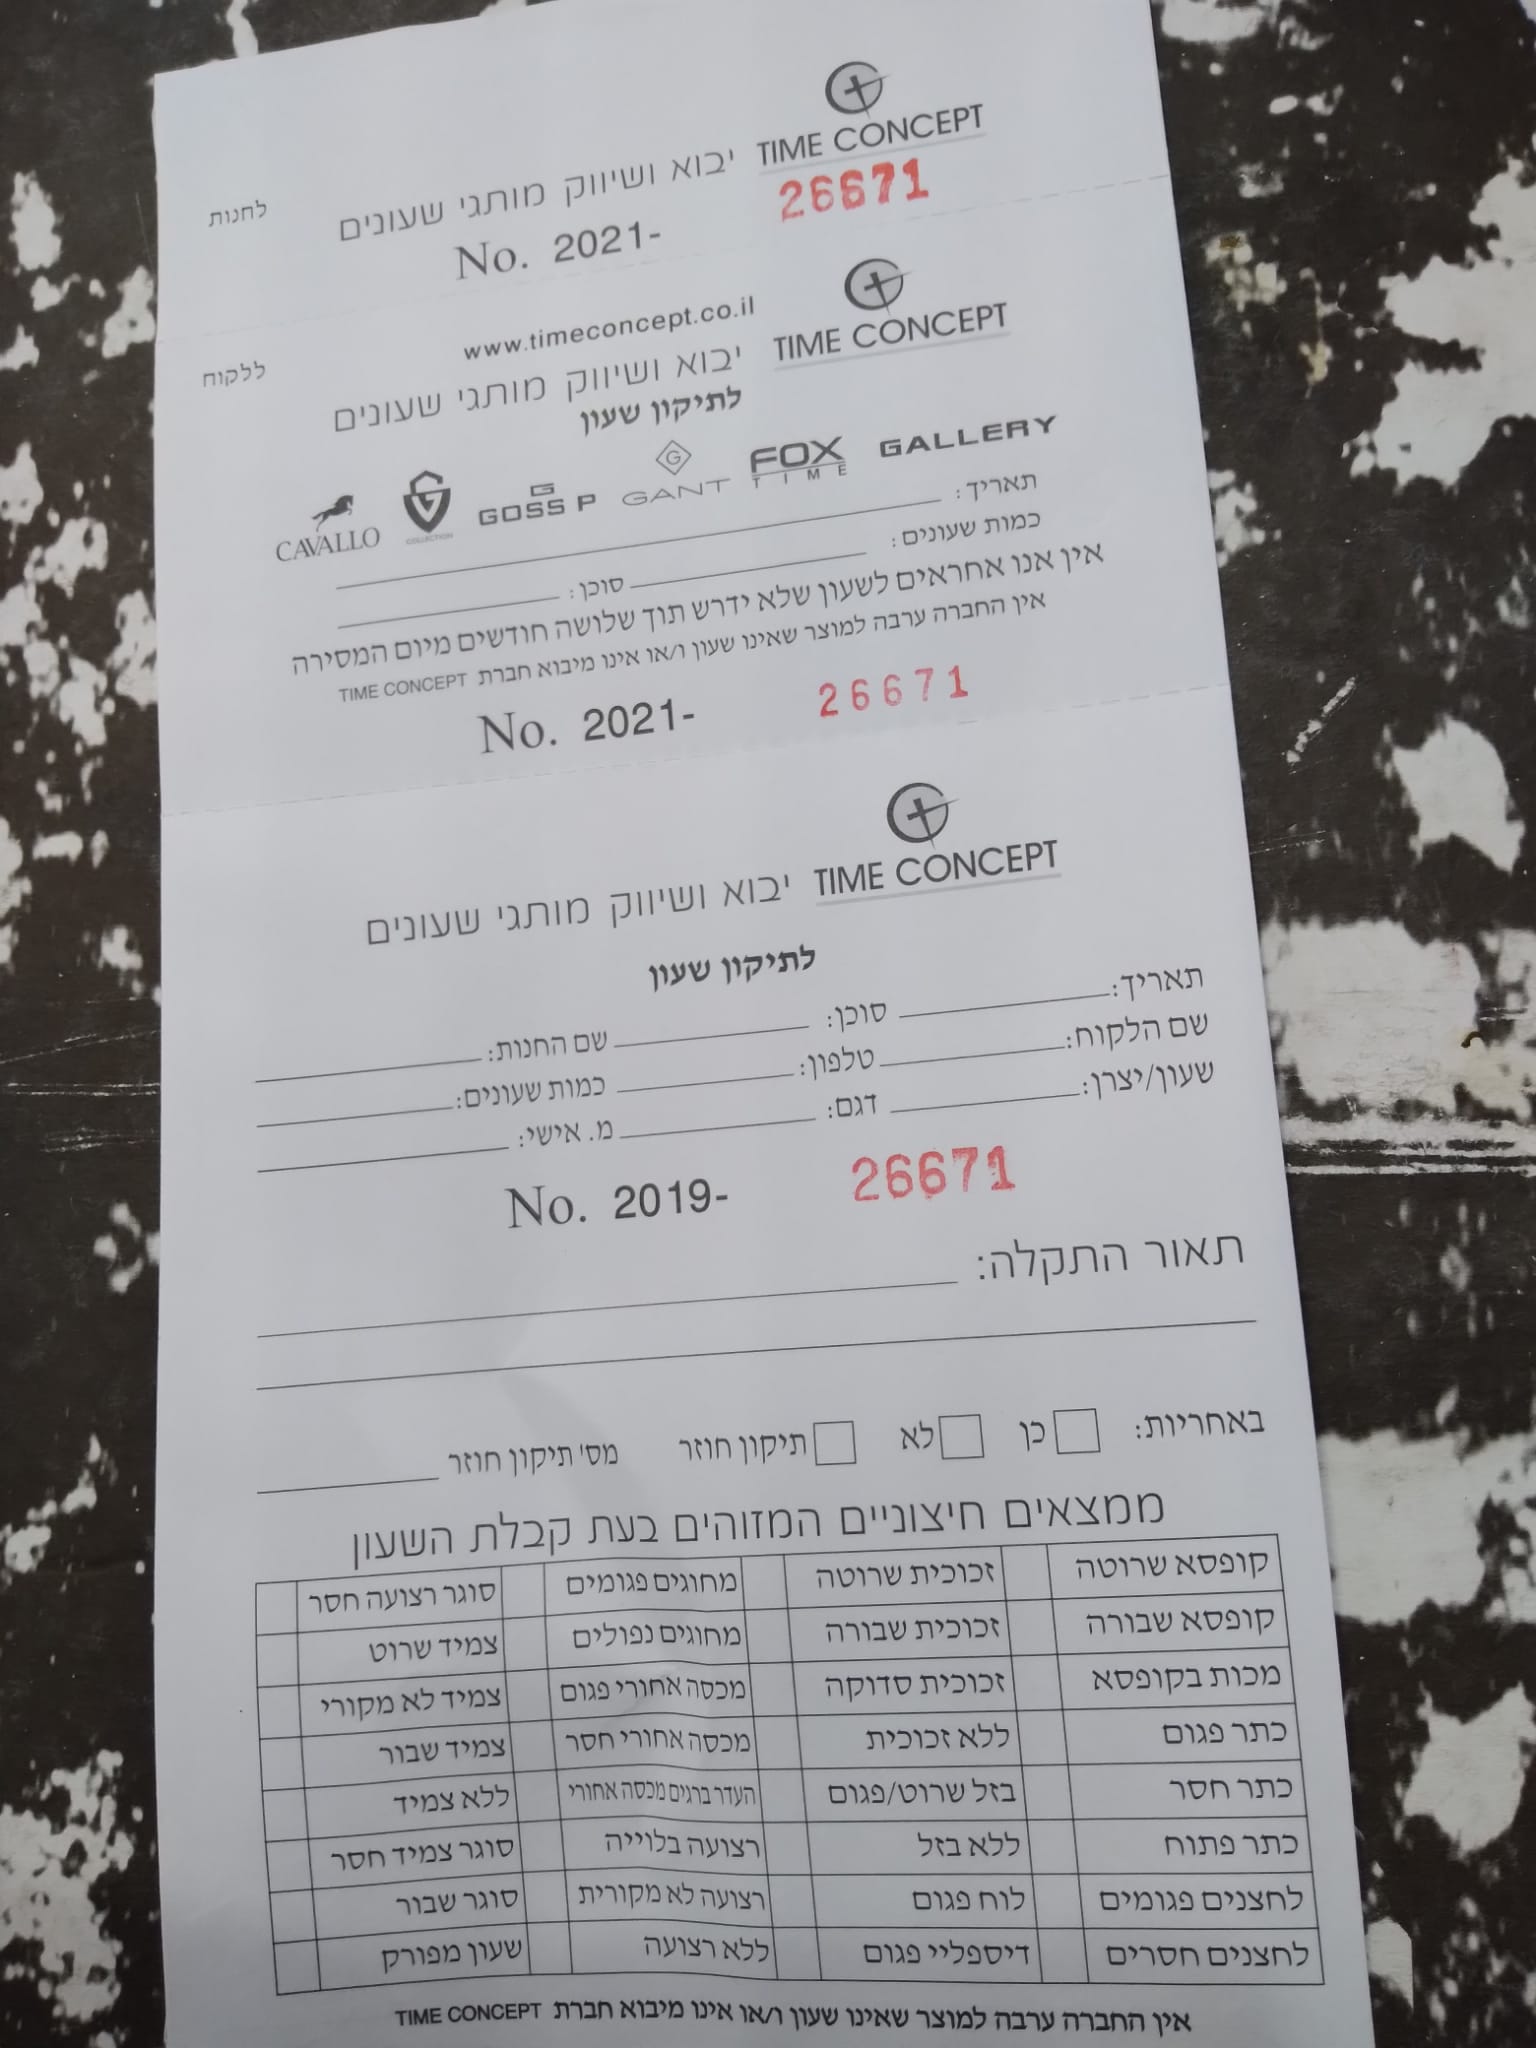 TIME CONCEPT
יבוא ושיווק מותגי שעונים
לחנות
No. 2021- 26671
www.timeconcept.co.il
TIME CONCEPT
יבוא ושיווק מותגי שעונים
ללקוח
לתיקון שעון
CAVALLO G COLLECTION G GOSS P G GANT FOX TIME GALLERY
תאריך:
כמות שעונים: סוכן:
אין אנו אחראים לשעון שלא ידרש תוך שלושה חודשים מיום המסירה
אין החברה ערבה למוצר שאינו שעון ו/או אינו מיבוא חברת TIME CONCEPT
No. 2021- 26671
TIME CONCEPT
יבוא ושיווק מותגי שעונים
לתיקון שעון
תאריך: סוכן: שם החנות:
שם הלקוח: טלפון: כמות שעונים:
שעון/יצרן: דגם: מ. אישי:
No. 2019- 26671
תאור התקלה:
באחריות: כן לא תיקון חוזר מס' תיקון חוזר
ממצאים חיצוניים המזוהים בעת קבלת השעון
קופסא שרוטה זכוכית שרוטה מחוגים פגומים סוגר רצועה חסר
קופסא שבורה זכוכית שבורה מחוגים נפולים צמיד שרוט
מכות בקופסא זכוכית סדוקה מכסה אחורי פגום צמיד לא מקורי
כתר פגום ללא זכוכית מכסה אחורי חסר צמיד שבור
כתר חסר בזל שרוט/פגום העדר ברגים מכסה אחורי ללא צמיד
כתר פתוח ללא בזל רצועה בלוייה סוגר צמיד חסר
לחצנים פגומים לוח פגום רצועה לא מקורית סוגר שבור
לחצנים חסרים דיספליי פגום ללא רצועה שעון מפורק
אין החברה ערבה למוצר שאינו שעון ו/או אינו מיבוא חברת TIME CONCEPT